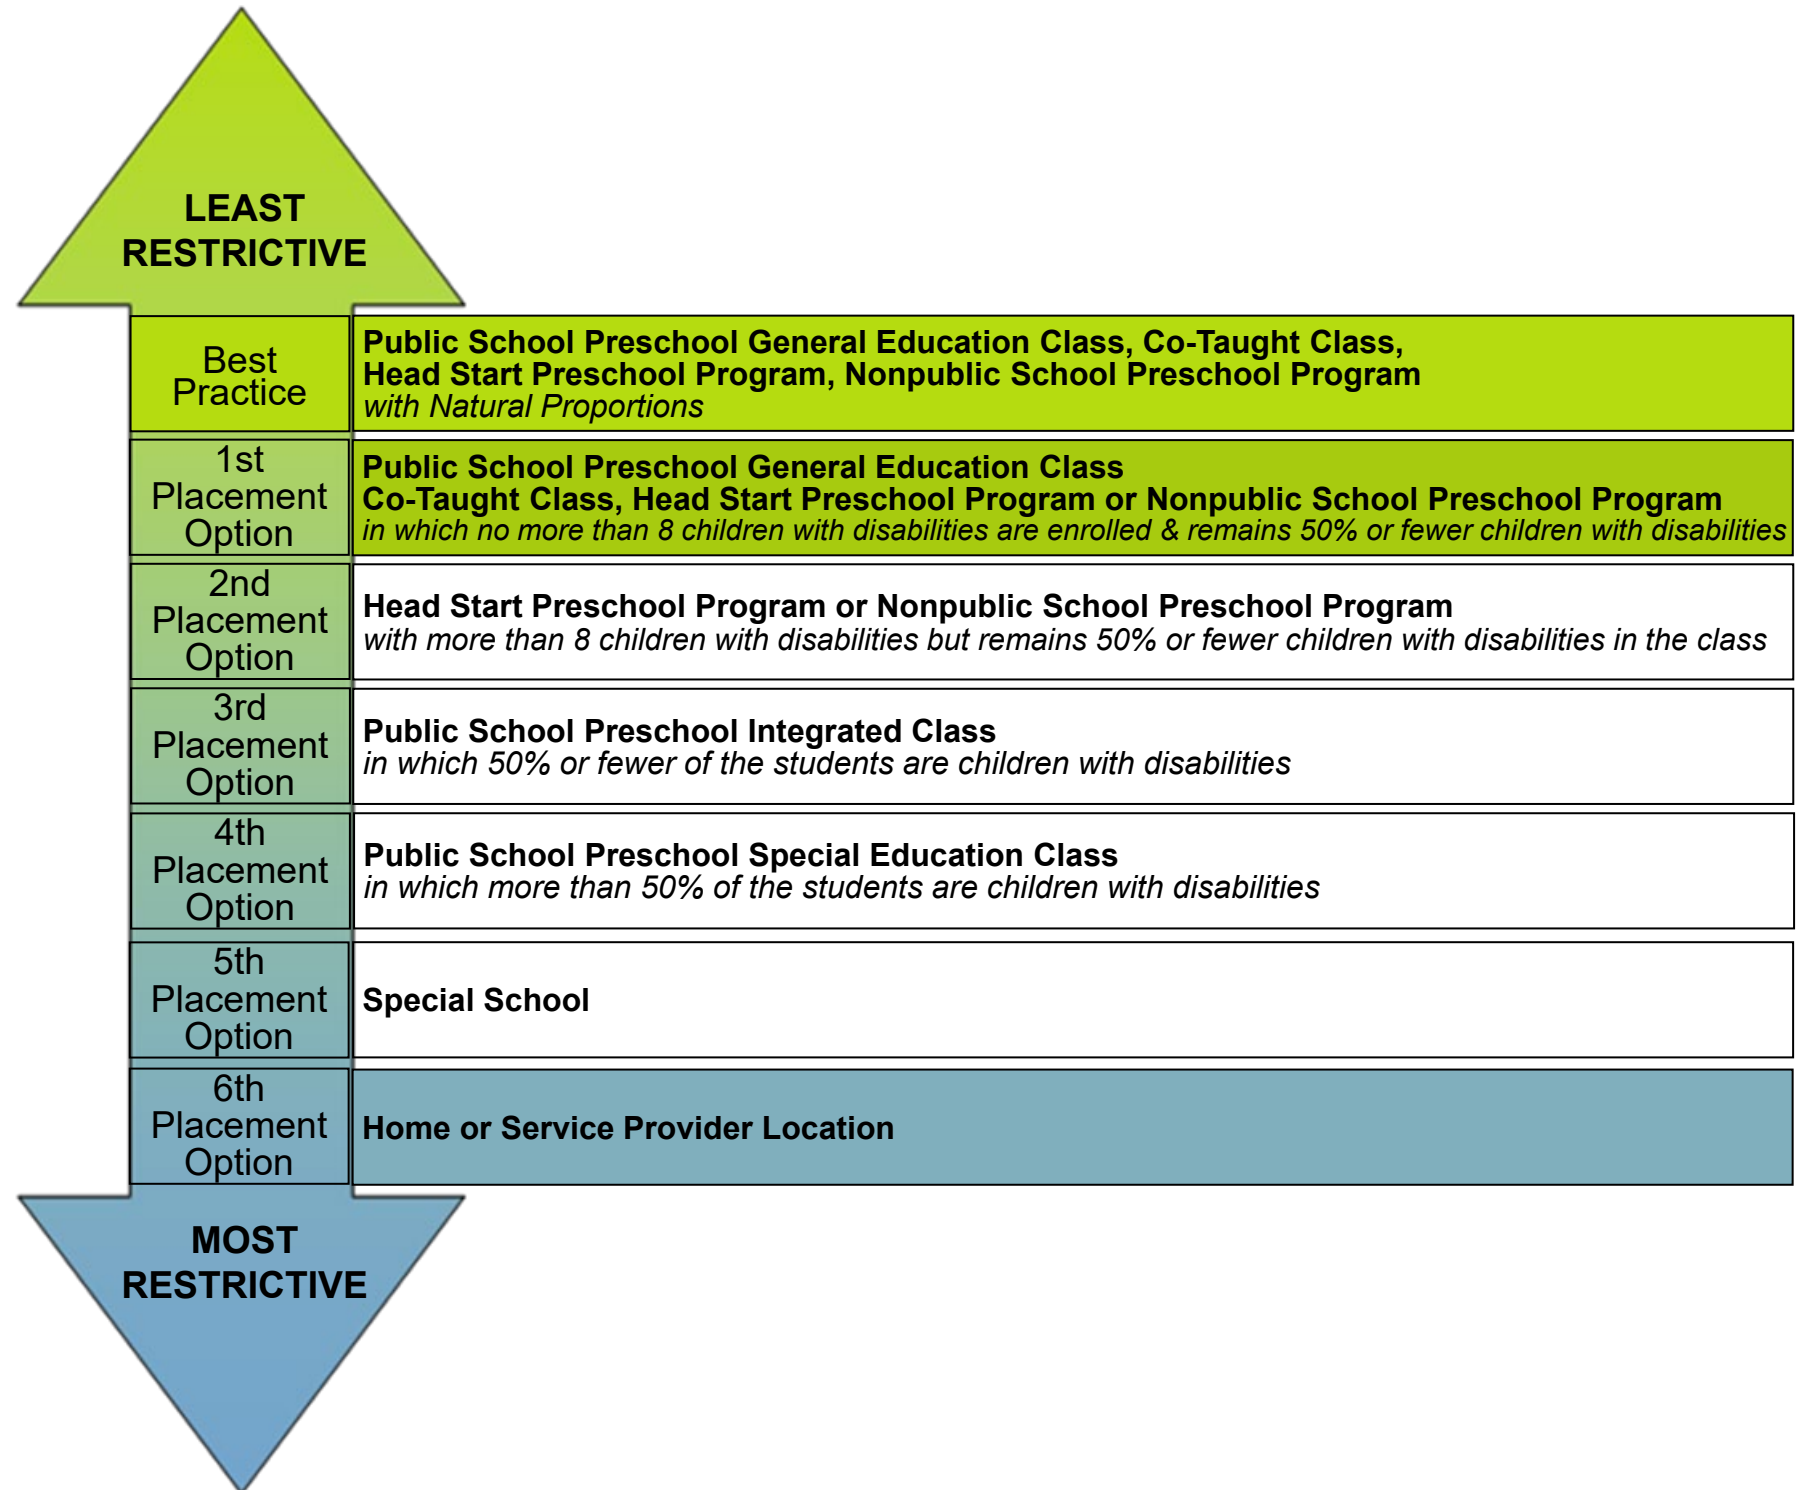 LEAST
RESTRICTIVE
Best
Practice
Public School Preschool General Education Class, Co-Taught Class,
Head Start Preschool Program, Nonpublic School Preschool Program
with Natural Proportions
1st
Placement
Option
Public School Preschool General Education Class
Co-Taught Class, Head Start Preschool Program or Nonpublic School Preschool Program
in which no more than 8 children with disabilities are enrolled & remains 50% or fewer children with disabilities
2nd
Placement
Option
Head Start Preschool Program or Nonpublic School Preschool Program
with more than 8 children with disabilities but remains 50% or fewer children with disabilities in the class
3rd
Placement
Option
Public School Preschool Integrated Class
in which 50% or fewer of the students are children with disabilities
4th
Placement
Option
Public School Preschool Special Education Class
in which more than 50% of the students are children with disabilities
5th
Placement
Option
Special School
6th
Placement
Option
Home or Service Provider Location
MOST
RESTRICTIVE